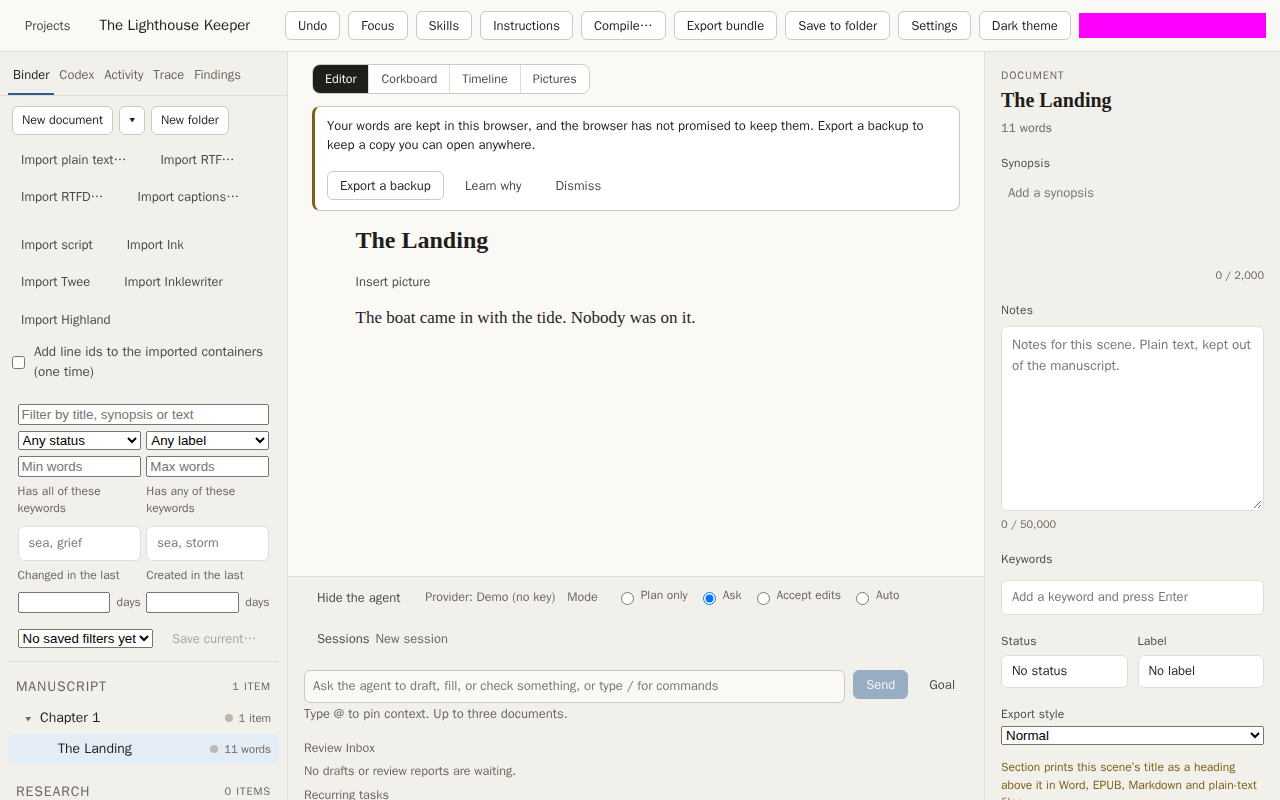 Projects
The Lighthouse Keeper
Undo
Focus
Skills
Instructions
Compile···
Export bundle
Save to folder
Settings
Dark theme
Binder
Codex
Activity
Trace
Findings
New document
New folder
Import plain text···
Import RTF···
Import RTFD···
Import captions···
Import script
Import Ink
Import Twee
Import Inklewriter
Import Highland
Add line ids to the imported containers
(one time)
Filter by title, synopsis or text
Any status
Any label
Min words
Max words
Has all of these
keywords
Has any of these
keywords
sea, grief
sea, storm
Changed in the last
Created in the last
days
days
No saved filters yet
Save current···
MANUSCRIPT
1 ITEM
Chapter 1
1 item
The Landing
11 words
RESEARCH
0 ITEMS
Editor
Corkboard
Timeline
Pictures
Your words are kept in this browser, and the browser has not promised to keep them. Export a backup to
keep a copy you can open anywhere.
Export a backup
Learn why
Dismiss
The Landing
Insert picture
The boat came in with the tide. Nobody was on it.
Hide the agent
Provider: Demo (no key)
Mode
Plan only
Ask
Accept edits
Auto
Sessions
New session
Ask the agent to draft, fill, or check something, or type / for commands
Send
Goal
Type @ to pin context. Up to three documents.
Review Inbox
No drafts or review reports are waiting.
Recurring tasks
DOCUMENT
The Landing
11 words
Synopsis
Add a synopsis
0 / 2,000
Notes
Notes for this scene. Plain text, kept out
of the manuscript.
0 / 50,000
Keywords
Add a keyword and press Enter
Status
Label
No status
No label
Export style
Normal
Section prints this scene's title as a heading
above it in Word, EPUB, Markdown and plain-text